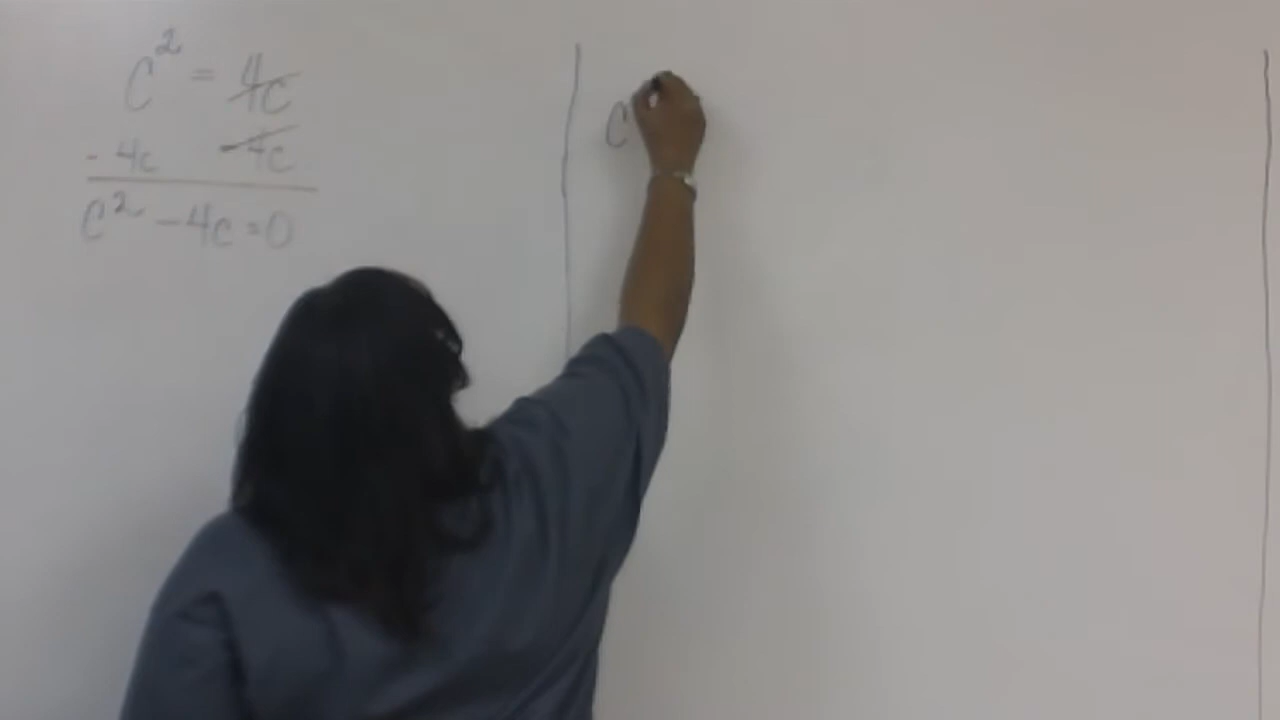 C² = 4c
- 4c -4c
C² - 4c = 0
C